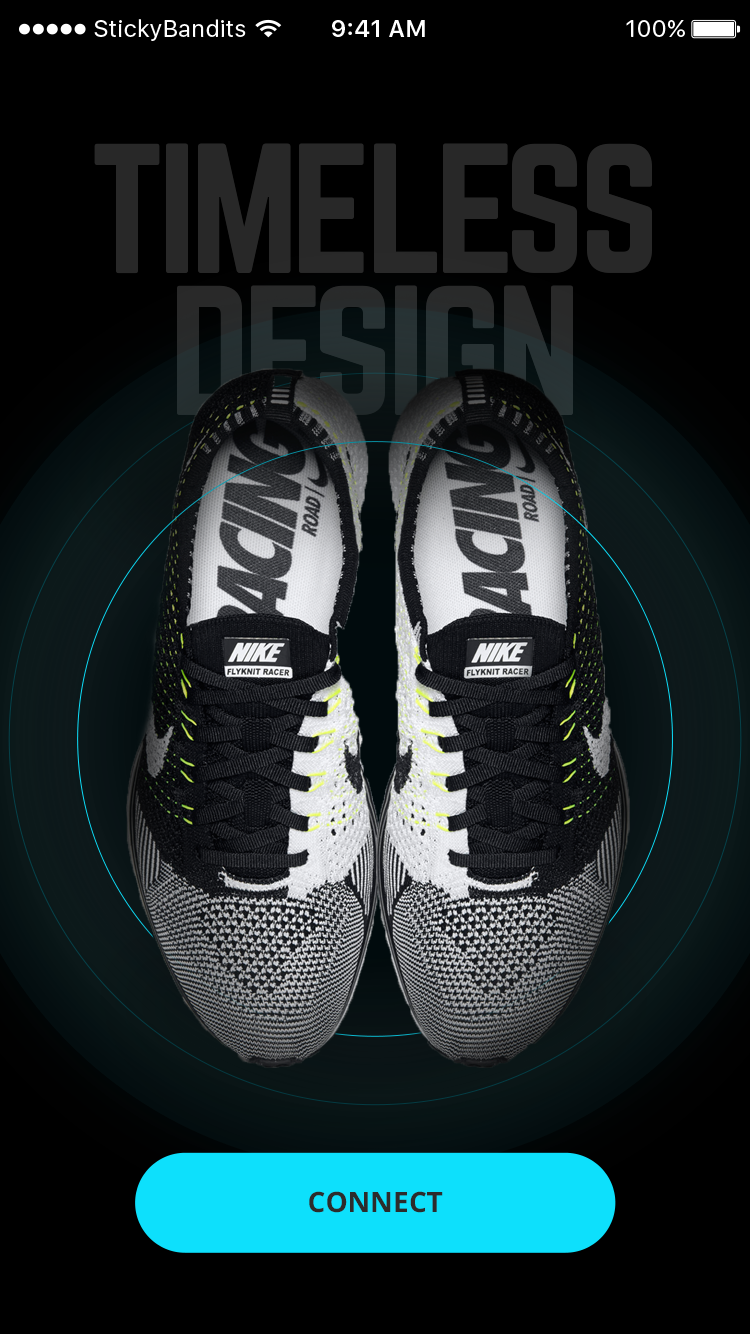 StickyBandits 9:41 AM 100%
TIMELESS
DESIGN
RACING RACING
ROAD | ROAD |
NIKE NIKE
FLYKNIT RACER FLYKNIT RACER
CONNECT